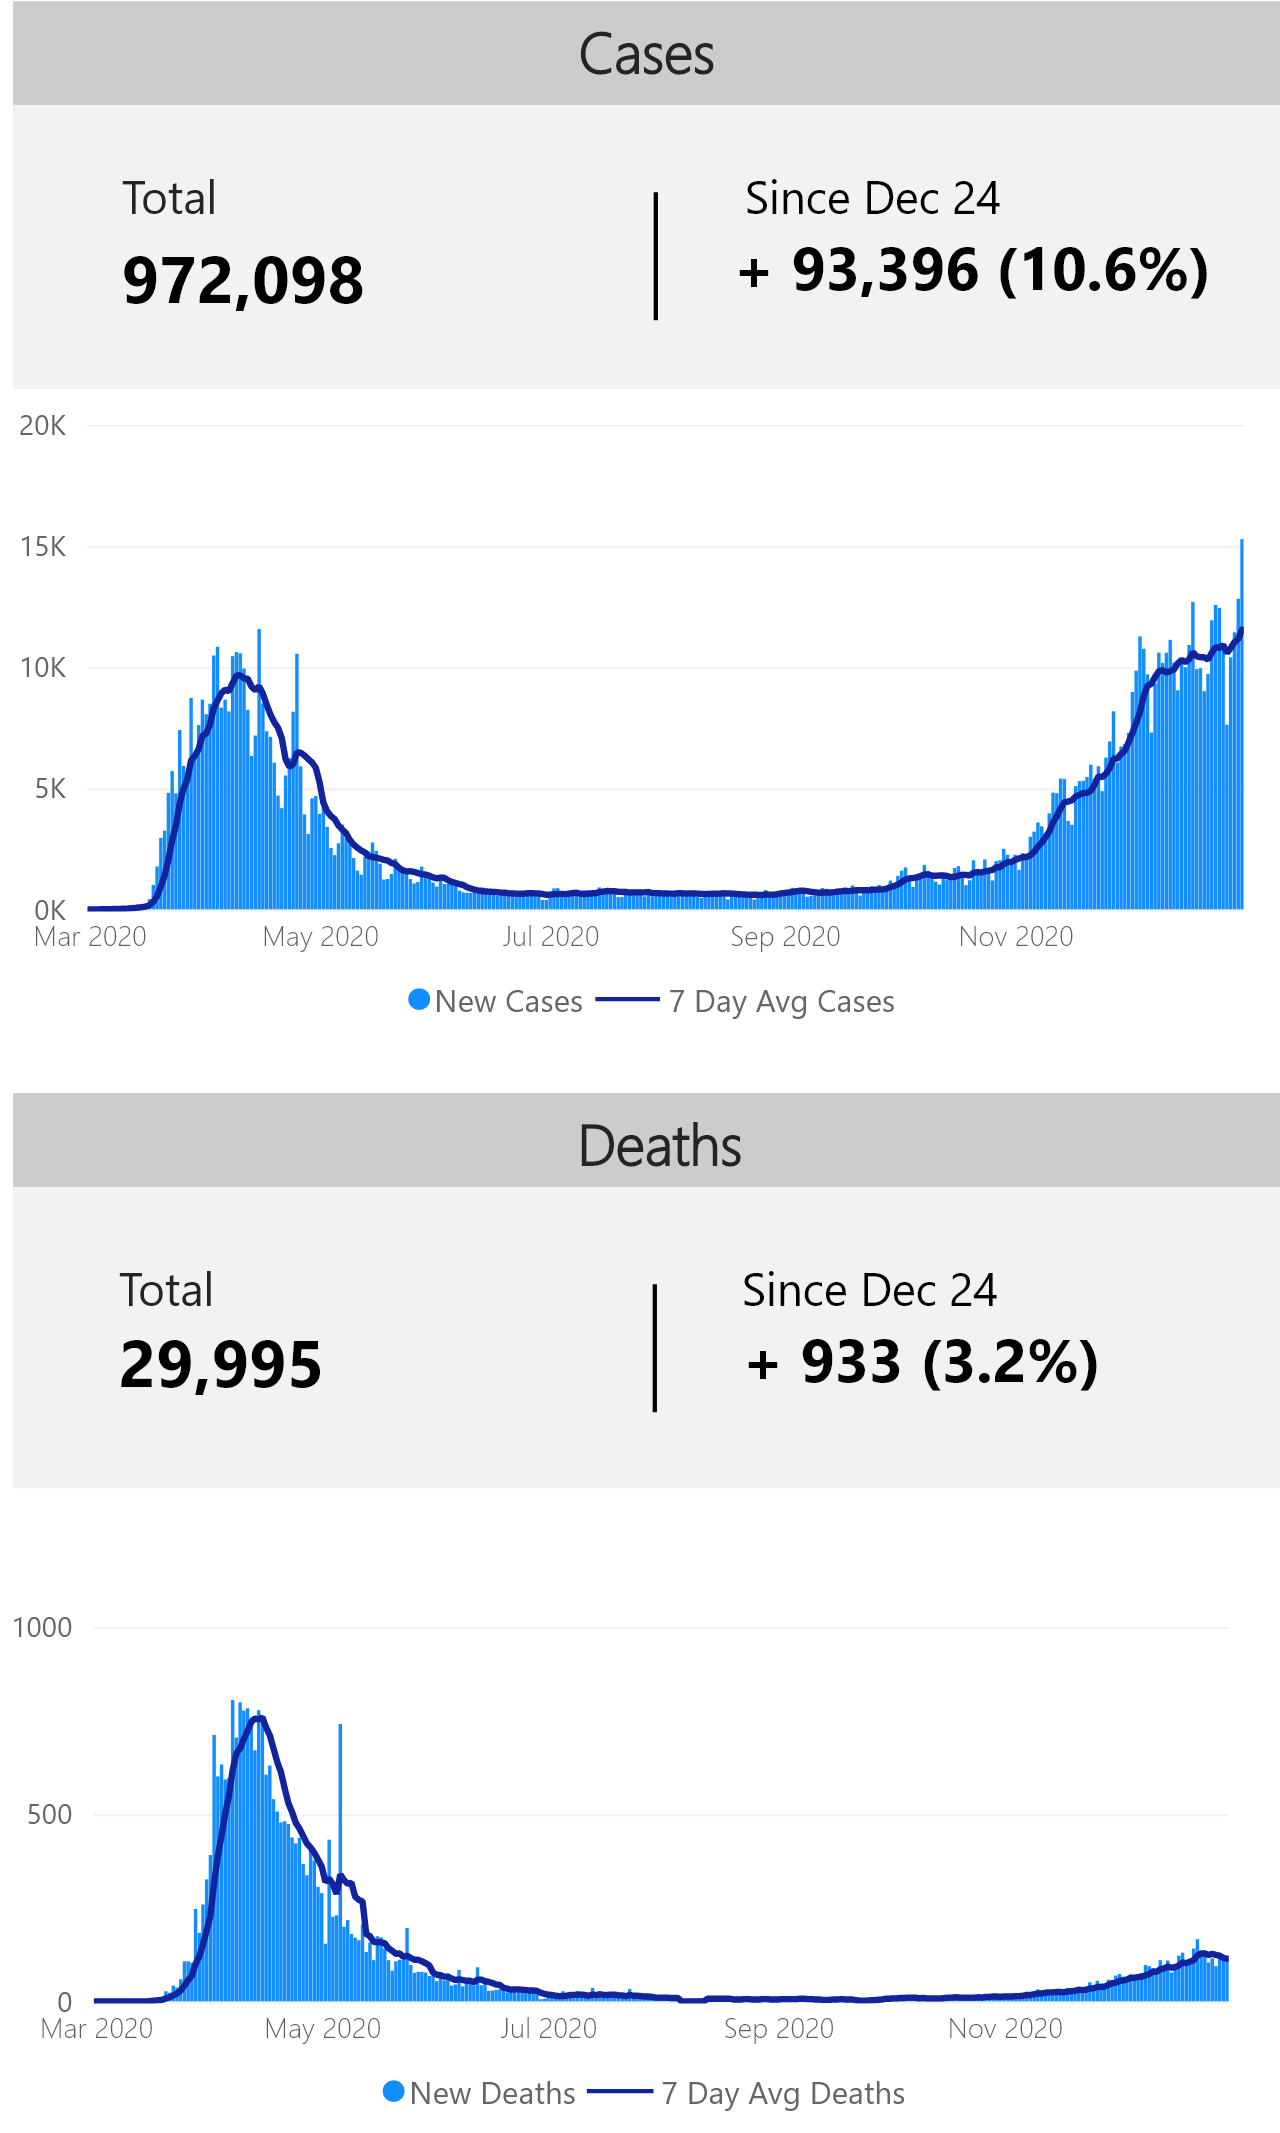 Cases
Total
Since Dec 24
972,098
+ 93,396 (10.6%)
20K
15K
10K
5K
0K
Mar 2020
May 2020
Jul 2020
Sep 2020
Nov 2020
New Cases
7 Day Avg Cases
Deaths
Total
Since Dec 24
29,995
+ 933 (3.2%)
1000
500
0
Mar 2020
May 2020
Jul 2020
Sep 2020
Nov 2020
New Deaths
7 Day Avg Deaths